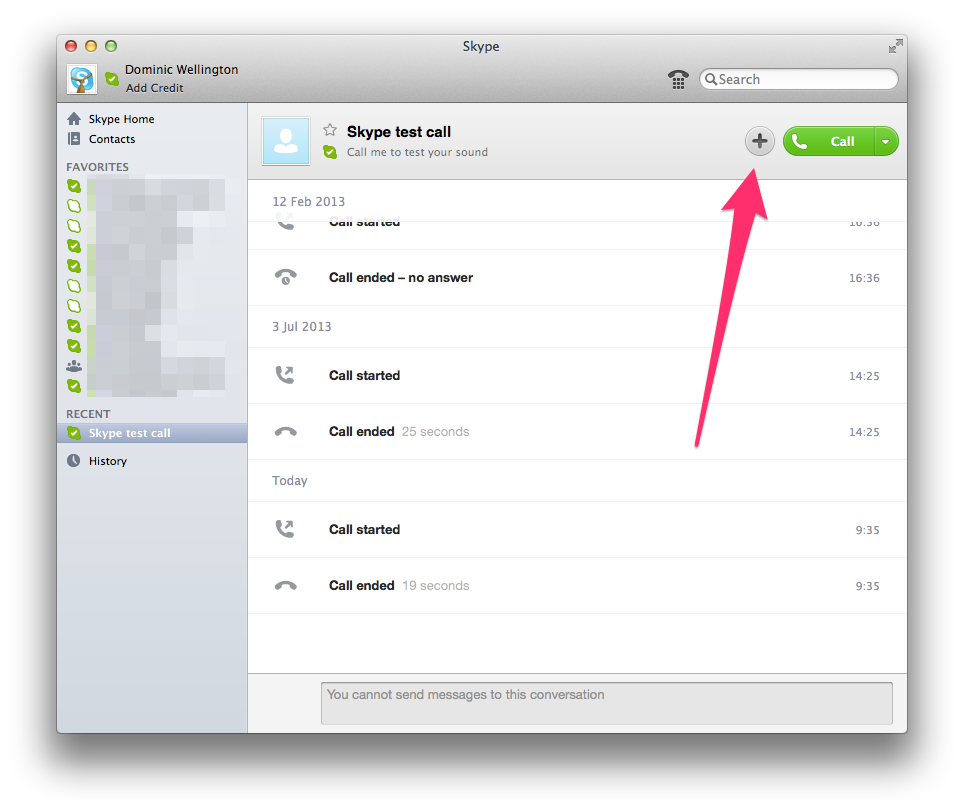 Skype
Dominic Wellington
Add Credit
Search
Skype Home
Contacts
FAVORITES
RECENT
Skype test call
History
Skype test call
Call me to test your sound
Call
12 Feb 2013
Call started 16:36
Call ended – no answer 16:36
3 Jul 2013
Call started 14:25
Call ended 25 seconds 14:25
Today
Call started 9:35
Call ended 19 seconds 9:35
You cannot send messages to this conversation